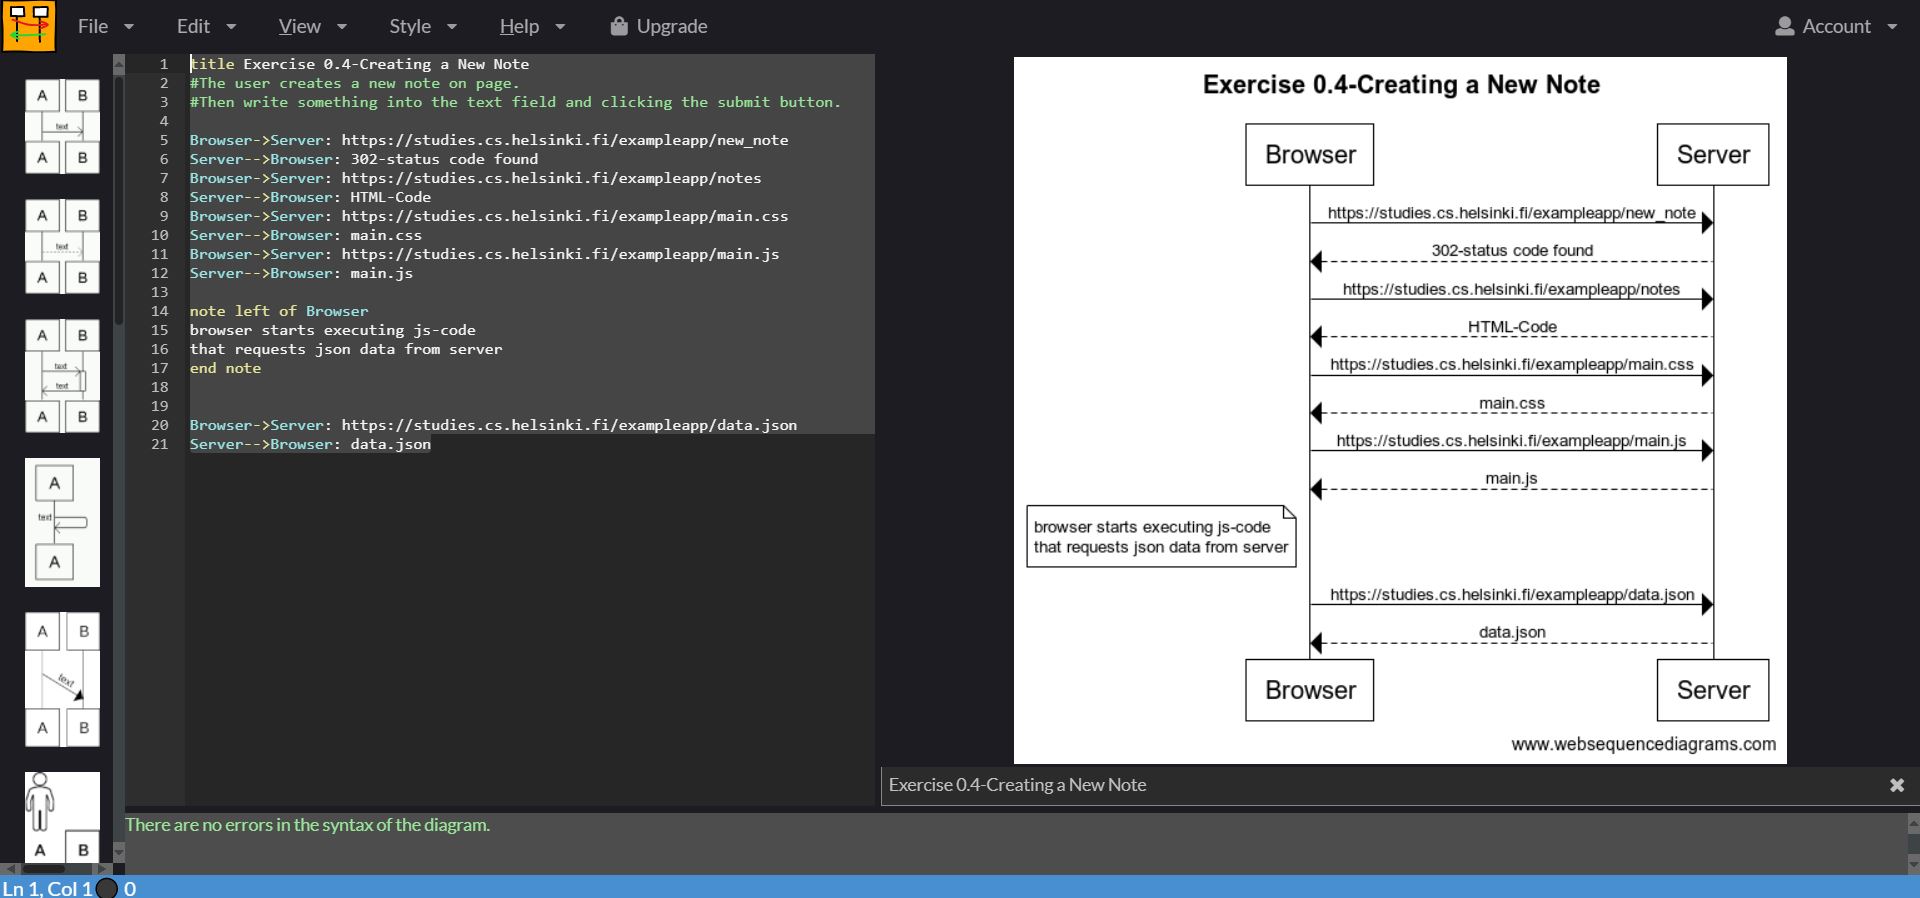 File Edit View Style Help Upgrade Account
A B
text
A B
A B
text
A B
A B
text
text
A B
A
text
A
A B
text
A B
A B
1 title Exercise 0.4-Creating a New Note
2 #The user creates a new note on page.
3 #Then write something into the text field and clicking the submit button.
4
5 Browser->Server: https://studies.cs.helsinki.fi/exampleapp/new_note
6 Server-->Browser: 302-status code found
7 Browser->Server: https://studies.cs.helsinki.fi/exampleapp/notes
8 Server-->Browser: HTML-Code
9 Browser->Server: https://studies.cs.helsinki.fi/exampleapp/main.css
10 Server-->Browser: main.css
11 Browser->Server: https://studies.cs.helsinki.fi/exampleapp/main.js
12 Server-->Browser: main.js
13
14 note left of Browser
15 browser starts executing js-code
16 that requests json data from server
17 end note
18
19
20 Browser->Server: https://studies.cs.helsinki.fi/exampleapp/data.json
21 Server-->Browser: data.json
Exercise 0.4-Creating a New Note
Browser Server
https://studies.cs.helsinki.fi/exampleapp/new_note
302-status code found
https://studies.cs.helsinki.fi/exampleapp/notes
HTML-Code
https://studies.cs.helsinki.fi/exampleapp/main.css
main.css
https://studies.cs.helsinki.fi/exampleapp/main.js
main.js
browser starts executing js-code
that requests json data from server
https://studies.cs.helsinki.fi/exampleapp/data.json
data.json
Browser Server
www.websequencediagrams.com
Exercise 0.4-Creating a New Note
There are no errors in the syntax of the diagram.
Ln 1, Col 1 0